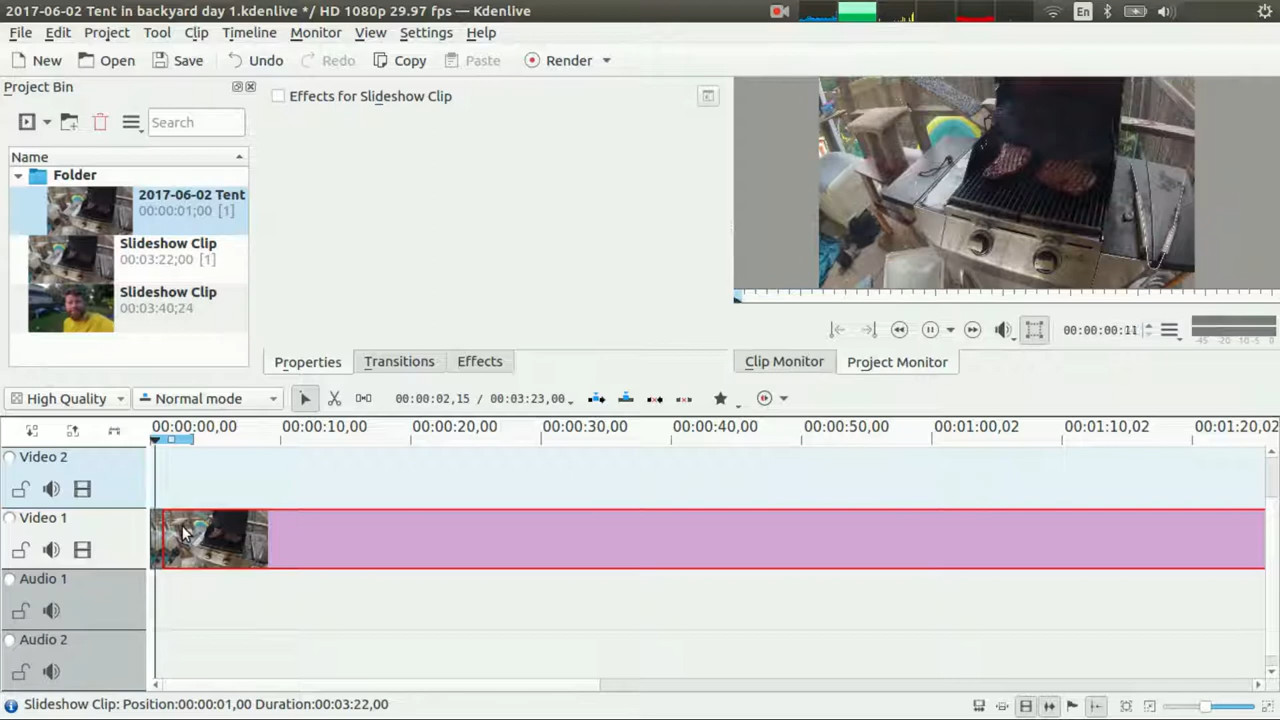 2017-06-02 Tent in backyard day 1.kdenlive */ HD 1080p 29.97 fps — Kdenlive
En
File Edit Project Tool Clip Timeline Monitor View Settings Help
New Open Save Undo Redo Copy Paste Render
Project Bin
Effects for Slideshow Clip
Search
Name
Folder
2017-06-02 Tent
00:00:01;00 [1]
Slideshow Clip
00:03:22;00 [1]
Slideshow Clip
00:03:40;24
00:00:00:11
-45 -20 -10 -5 0
Properties Transitions Effects Clip Monitor Project Monitor
High Quality Normal mode 00:00:02,15 / 00:03:23,00
00:00:00,00 00:00:10,00 00:00:20,00 00:00:30,00 00:00:40,00 00:00:50,00 00:01:00,02 00:01:10,02 00:01:20,02
Video 2
Video 1
Audio 1
Audio 2
Slideshow Clip: Position:00:00:01,00 Duration:00:03:22,00